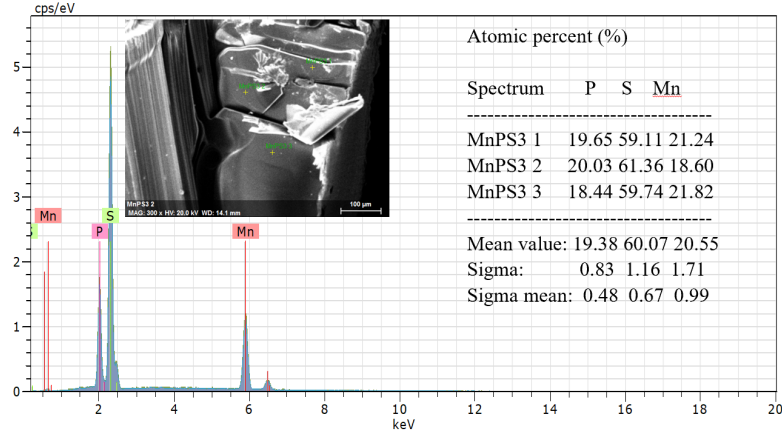 cps/eV
Atomic percent (%)
Spectrum P S Mn
----------------------------------
MnPS3 1 19.65 59.11 21.24
MnPS3 2 20.03 61.36 18.60
MnPS3 3 18.44 59.74 21.82
----------------------------------
Mean value: 19.38 60.07 20.55
Sigma: 0.83 1.16 1.71
Sigma mean: 0.48 0.67 0.99
MnPS3 2
MAG: 300 x HV: 20.0 kV WD: 14.1 mm
100 µm
Mn
S
P
Mn
5
4
3
2
1
0
2 4 6 8 10 12 14 16 18 20
keV